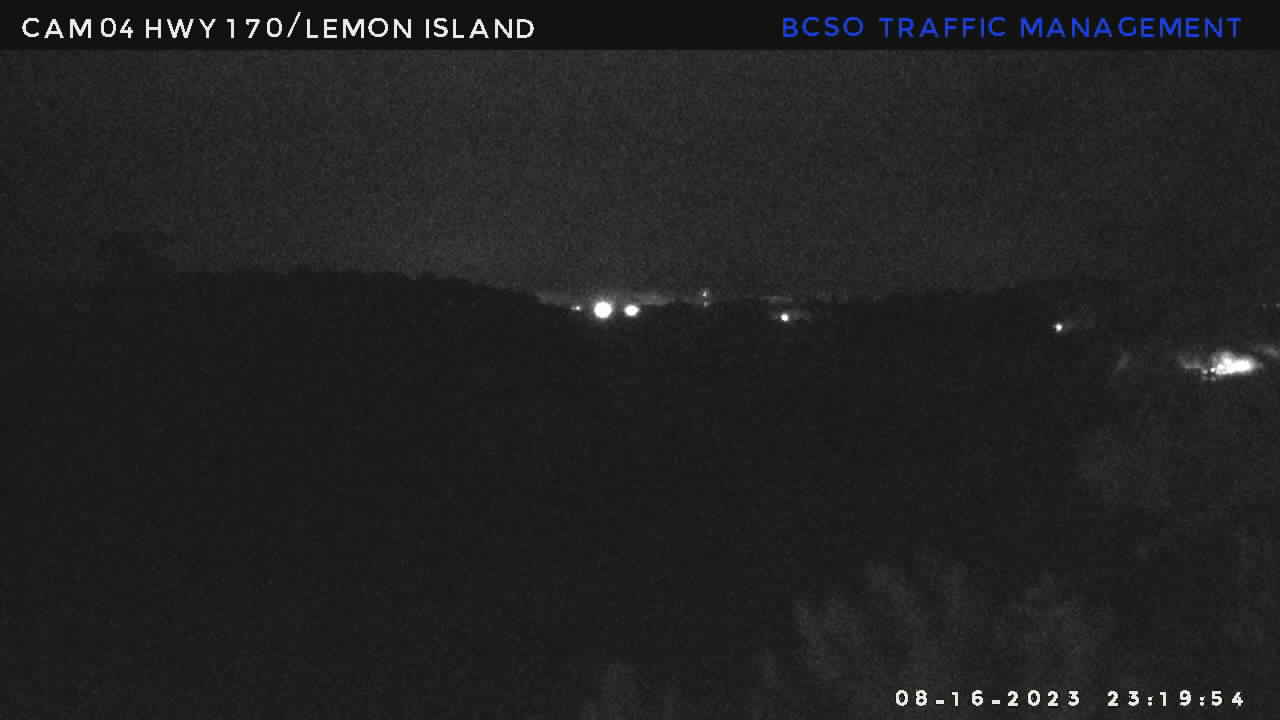 CAM04 HWY 170/LEMON ISLAND
BCSO TRAFFIC MANAGEMENT
08-16-2023 23:19:54